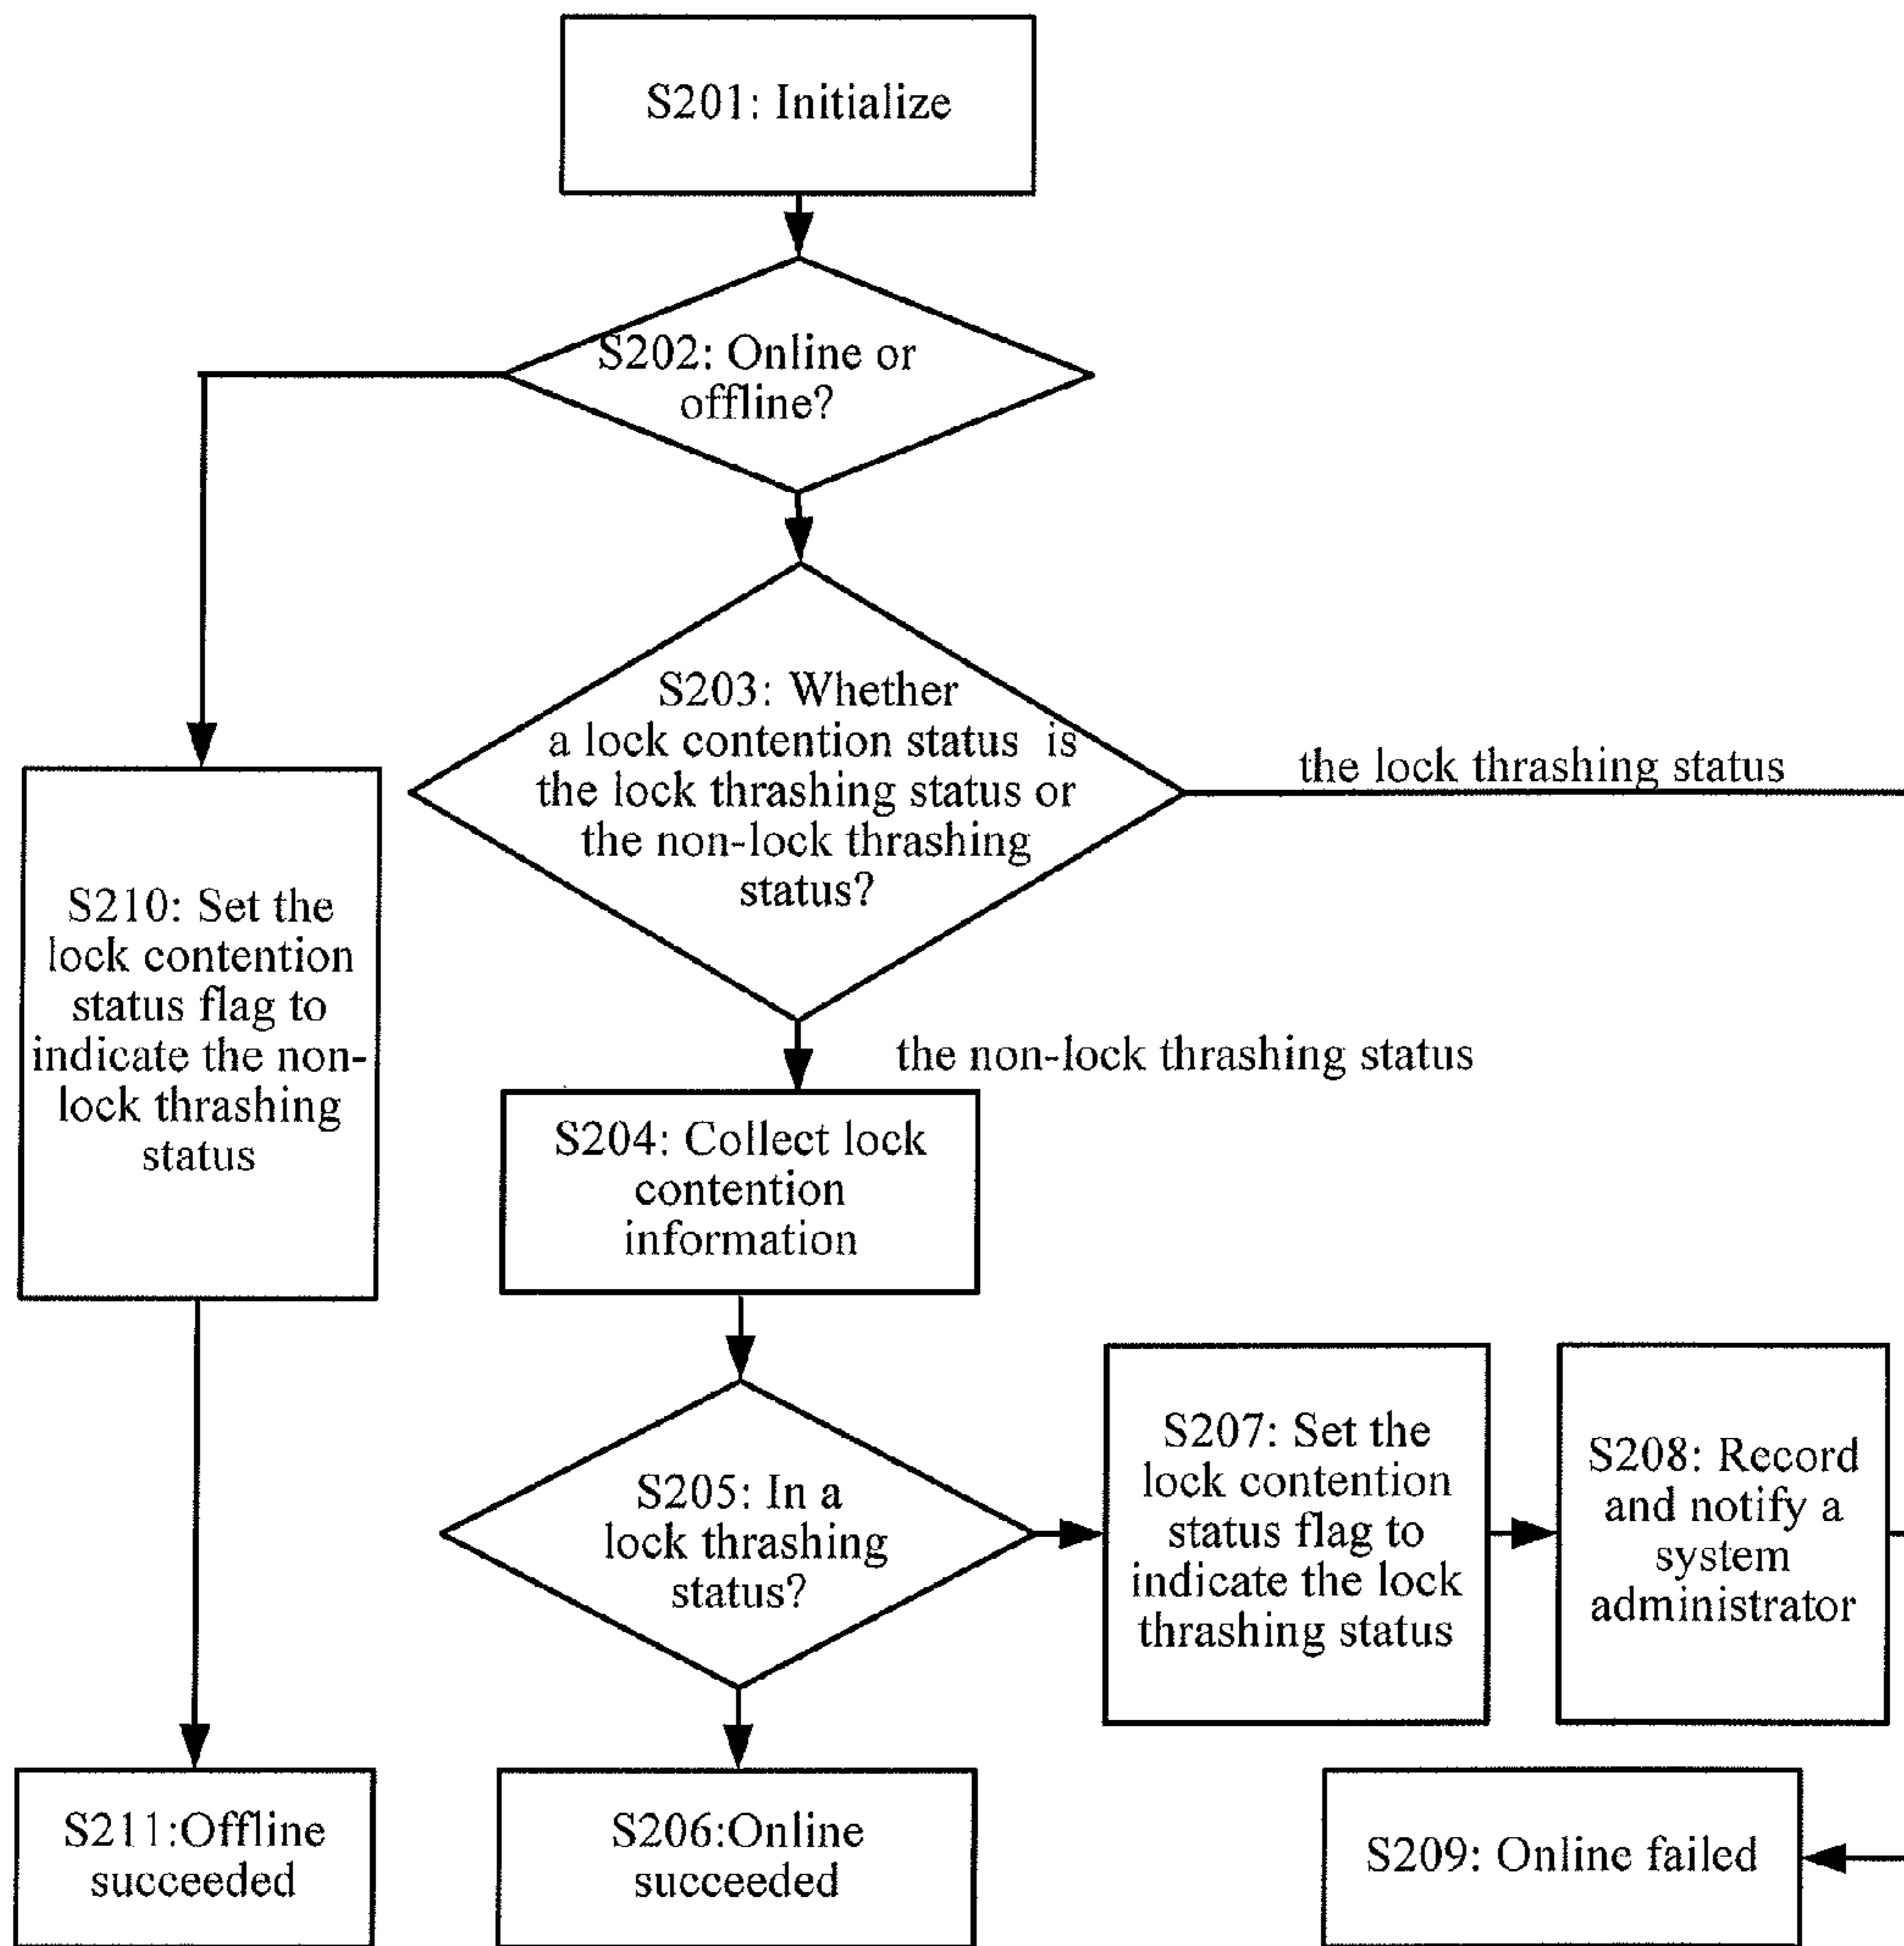 S201: Initialize
S202: Online or
offline?
S203: Whether
a lock contention status is
the lock thrashing status or
the non-lock thrashing
status?
the lock thrashing status
the non-lock thrashing status
S210: Set the
lock contention
status flag to
indicate the non-
lock thrashing
status
S204: Collect lock
contention
information
S205: In a
lock thrashing
status?
S207: Set the
lock contention
status flag to
indicate the lock
thrashing status
S208: Record
and notify a
system
administrator
S211:Offline
succeeded
S206:Online
succeeded
S209: Online failed